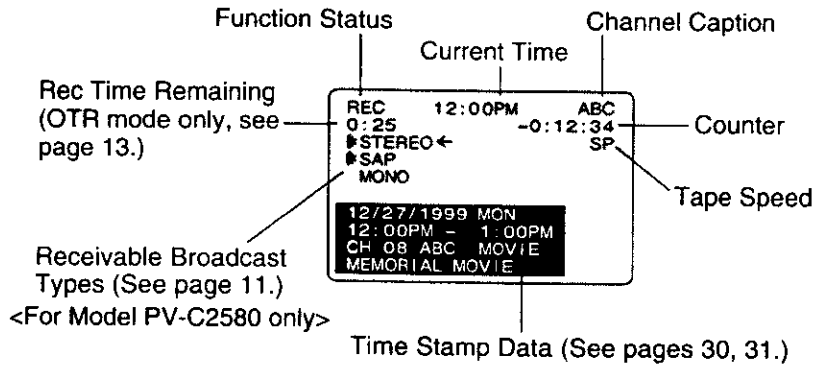 Function Status
Channel Caption
Current Time
Rec Time Remaining
(OTR mode only, see
page 13.)
REC 12:00PM ABC
0:25 -0:12:34
▶STEREO←
SP
▶SAP
MONO
Counter
Tape Speed
12/27/1999 MON
12:00PM - 1:00PM
CH 08 ABC MOVIE
MEMORIAL MOVIE
Receivable Broadcast
Types (See page 11.)
<For Model PV-C2580 only>
Time Stamp Data (See pages 30, 31.)